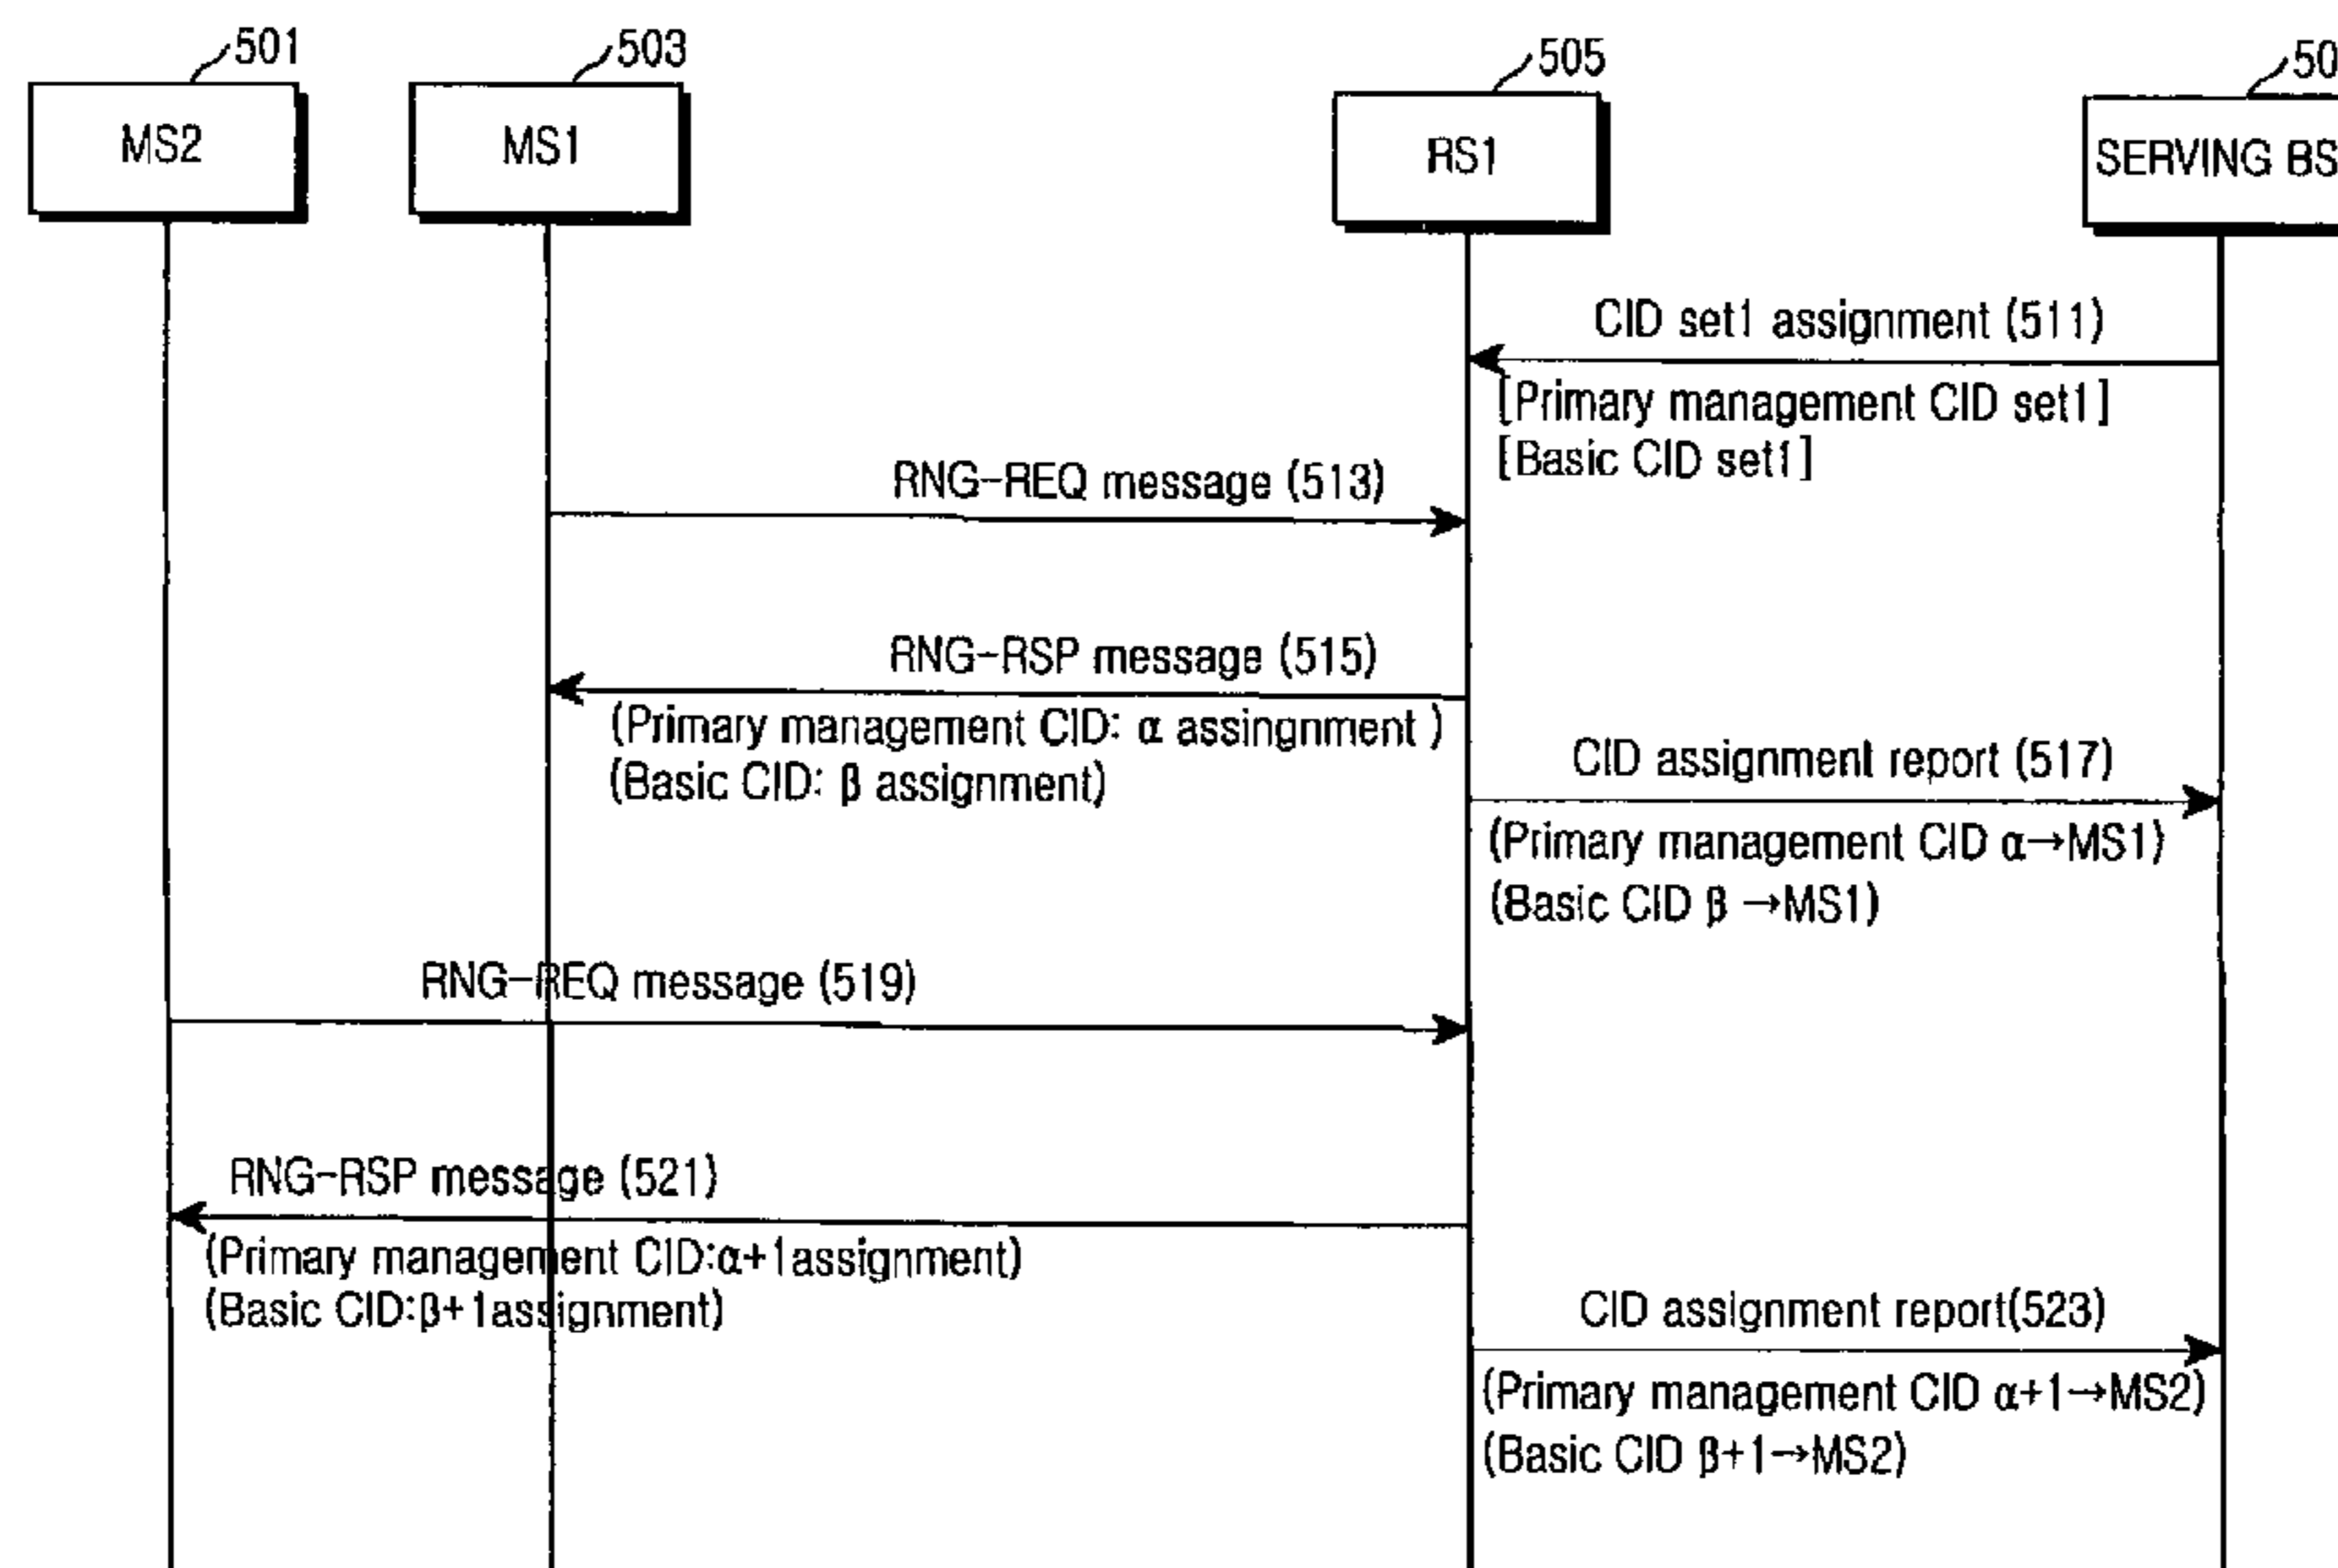 501
503
505
50
MS2
MS1
RS1
SERVING BS
CID set1 assignment (511)
[Primary management CID set1]
[Basic CID set1]
RNG-REQ message (513)
RNG-RSP message (515)
(Primary management CID: α assingnment )
(Basic CID: β assignment)
CID assignment report (517)
(Primary management CID α→MS1)
(Basic CID β →MS1)
RNG-REQ message (519)
RNG-RSP message (521)
(Primary management CID:α+1assignment)
(Basic CID:β+1assignment)
CID assignment report(523)
(Primary management CID α+1→MS2)
(Basic CID β+1→MS2)